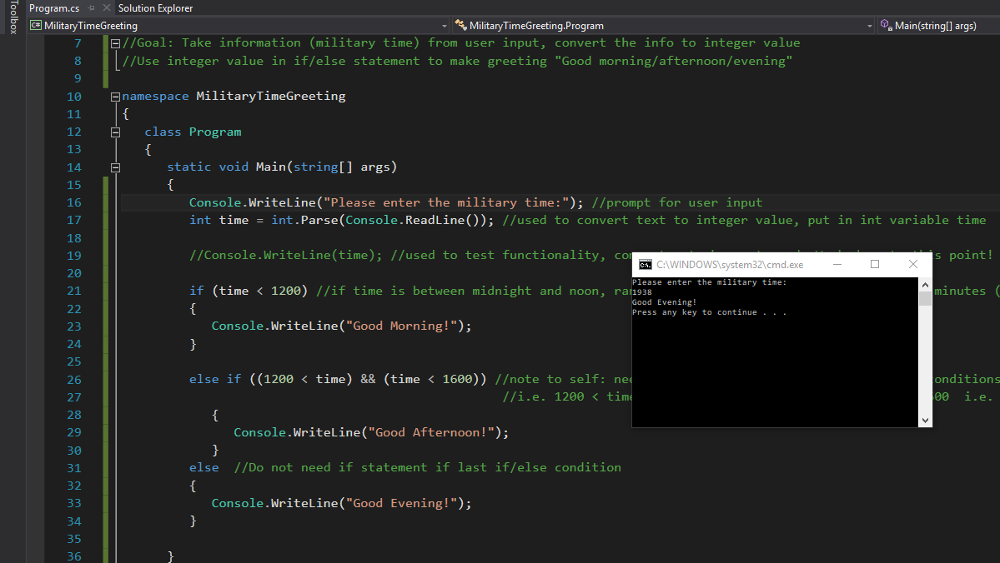 Toolbox
Program.cs
Solution Explorer
C# MilitaryTimeGreeting
MilitaryTimeGreeting.Program
Main(string[] args)
7 //Goal: Take information (military time) from user input, convert the info to integer value
8 //Use integer value in if/else statement to make greeting "Good morning/afternoon/evening"
9
10 namespace MilitaryTimeGreeting
11 {
12 class Program
13 {
14 static void Main(string[] args)
15 {
16 Console.WriteLine("Please enter the military time:"); //prompt for user input
17 int time = int.Parse(Console.ReadLine()); //used to convert text to integer value, put in int variable time
18
19 //Console.WriteLine(time); //used to test functionality, this point!
20
21 if (time < 1200) //if time is between midnight and noon, minutes (
22 {
23 Console.WriteLine("Good Morning!");
24 }
25
26 else if ((1200 < time) && (time < 1600)) //note to self: onditions
27 //i.e. 1200 < time 00 i.e.
28 {
29 Console.WriteLine("Good Afternoon!");
30 }
31 else //Do not need if statement if last if/else condition
32 {
33 Console.WriteLine("Good Evening!");
34 }
35
36 }
C:\WINDOWS\system32\cmd.exe
Please enter the military time:
1938
Good Evening!
Press any key to continue . . .